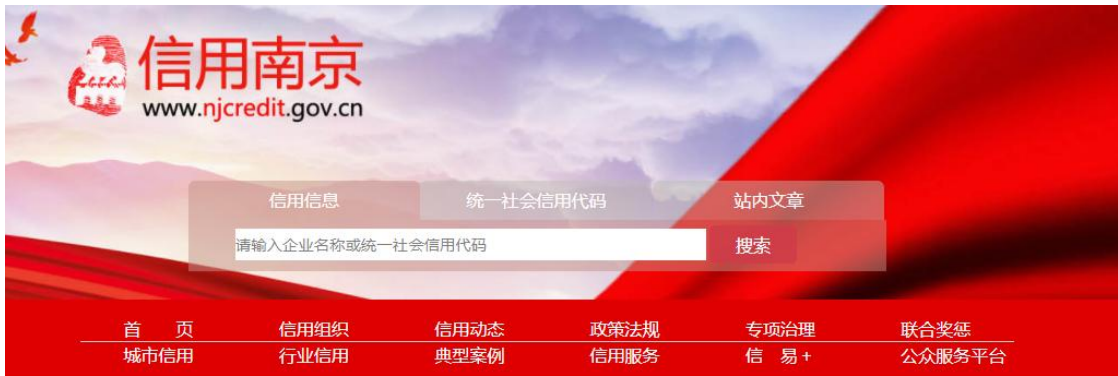 信用南京
www.njcredit.gov.cn
信用信息 统一社会信用代码 站内文章
请输入企业名称或统一社会信用代码 搜索
首 页 信用组织 信用动态 政策法规 专项治理 联合奖惩
城市信用 行业信用 典型案例 信用服务 信 易+ 公众服务平台